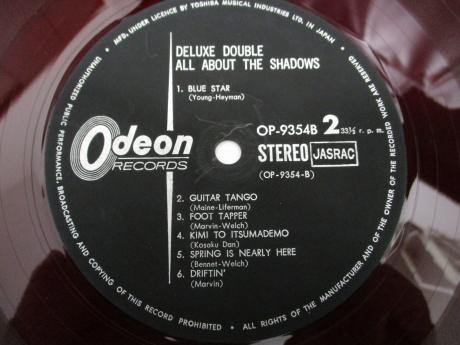 MFD. UNDER LICENCE BY TOSHIBA MUSICAL INDUSTRIES LTD. IN JAPAN •
UNAUTHORIZED PUBLIC PERFORMANCE, BROADCASTING AND COPYING OF THIS RECORD PROHIBITED • ALL RIGHTS OF THE MANUFACTURER AND OF THE OWNER OF THE RECORDED WORK ARE RESERVED
DELUXE DOUBLE
ALL ABOUT THE SHADOWS
1. BLUE STAR
(Young-Heyman)
Odeon
RECORDS
OP-9354B 2 33⅓ r. p. m.
STEREO JASRAC
(OP-9354-B)
2. GUITAR TANGO
(Maine-Liferman)
3. FOOT TAPPER
(Marvin-Welch)
4. KIMI TO ITSUMADEMO
(Kosaku Dan)
5. SPRING IS NEARLY HERE
(Bennet-Welch)
6. DRIFTIN'
(Marvin)